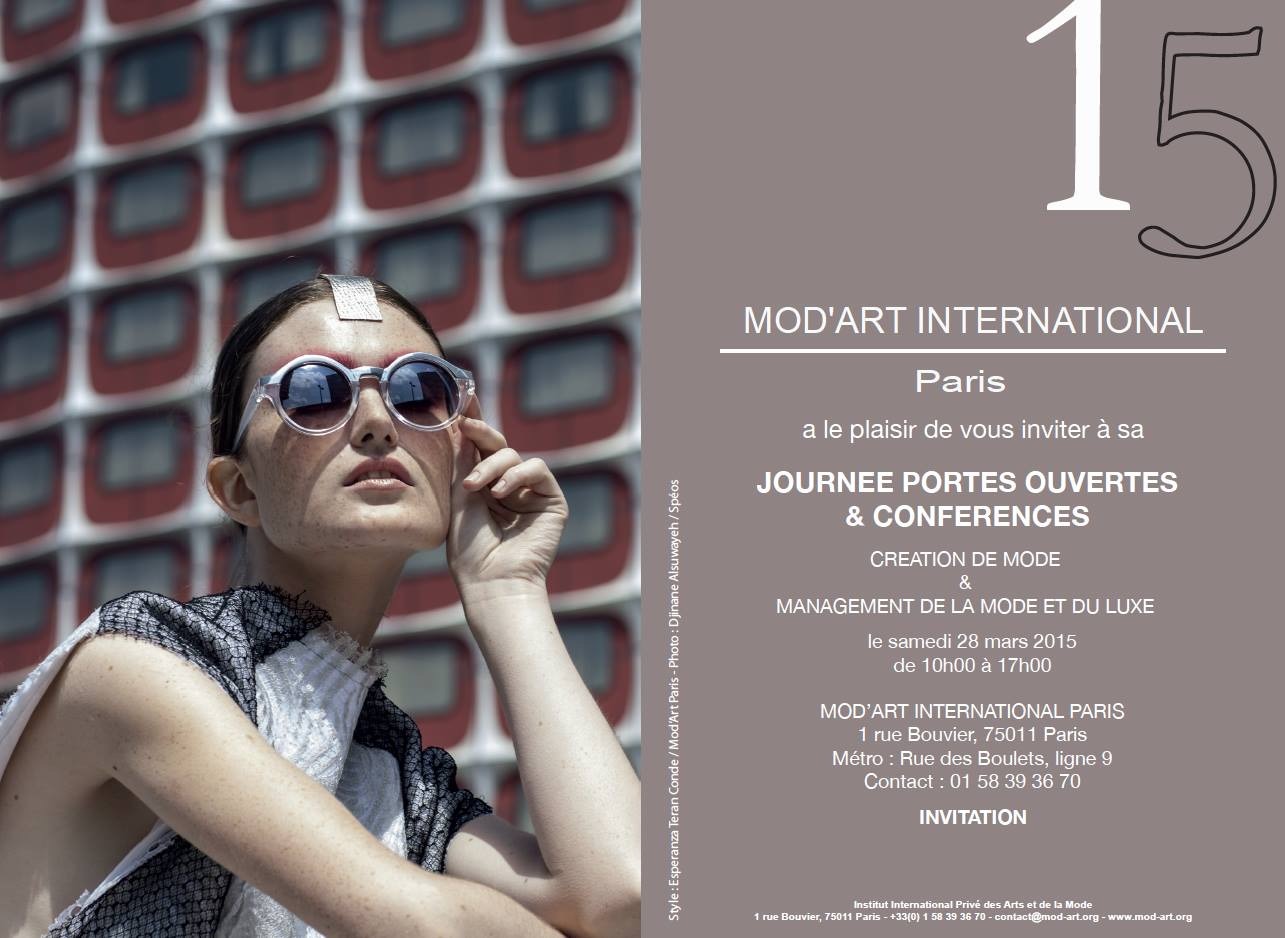 15
MOD'ART INTERNATIONAL
Paris
a le plaisir de vous inviter à sa
JOURNEE PORTES OUVERTES
& CONFERENCES
CREATION DE MODE
&
MANAGEMENT DE LA MODE ET DU LUXE
le samedi 28 mars 2015
de 10h00 à 17h00
MOD'ART INTERNATIONAL PARIS
1 rue Bouvier, 75011 Paris
Métro : Rue des Boulets, ligne 9
Contact : 01 58 39 36 70
INVITATION
Institut International Privé des Arts et de la Mode
1 rue Bouvier, 75011 Paris - +33(0) 1 58 39 36 70 - contact@mod-art.org - www.mod-art.org
Style : Esperanza Teran Conde / Mod'Art Paris - Photo : Djinane Alsuwayeh / Spéos